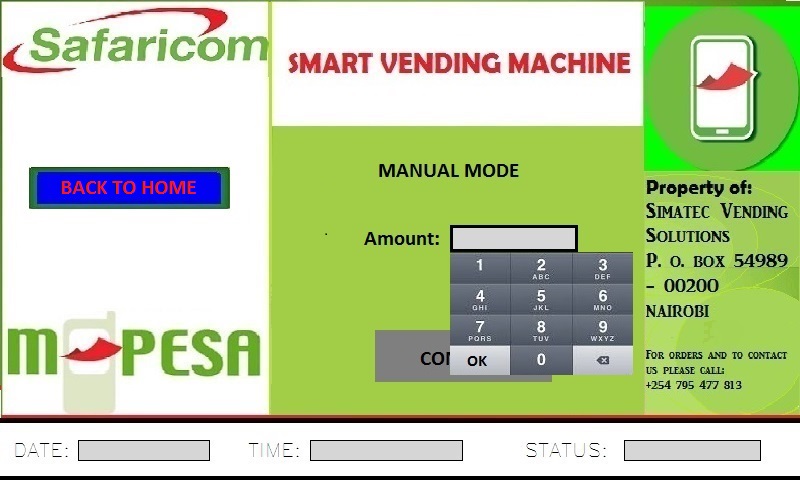 Safaricom
SMART VENDING MACHINE
BACK TO HOME
MANUAL MODE
Amount:
1 2 3
ABC DEF
4 5 6
GHI JKL MNO
7 8 9
PQRS TUV WXYZ
OK 0
CON
M PESA
Property of:
SIMATEC VENDING
SOLUTIONS
P. O. BOX 54989
- 00200
NAIROBI
FOR ORDERS AND TO CONTACT
US PLEASE CALL:
+254 795 477 813
DATE: TIME: STATUS: